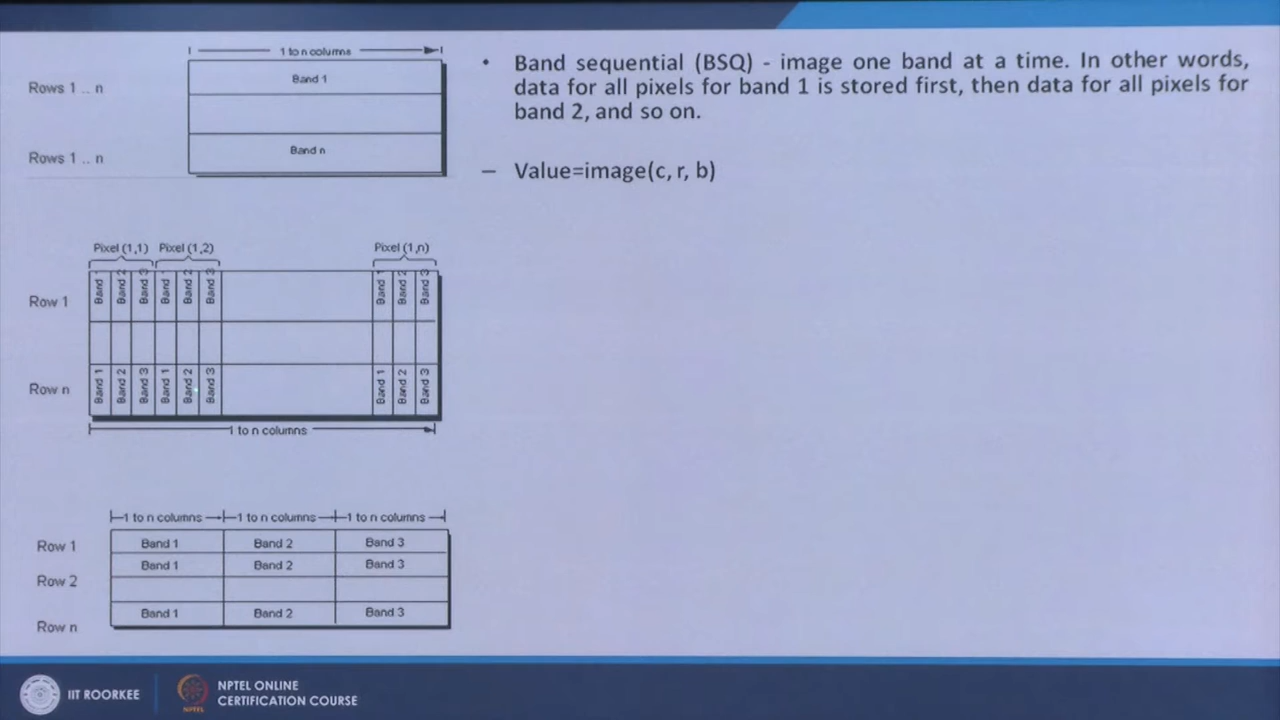 1 to n columns
Rows 1 .. n
Band 1
Rows 1 .. n
Band n
• Band sequential (BSQ) - image one band at a time. In other words,
data for all pixels for band 1 is stored first, then data for all pixels for
band 2, and so on.
– Value=image(c, r, b)
Pixel (1,1) Pixel (1,2) Pixel (1,n)
Row 1
Band 1 Band 2 Band 3 Band 1 Band 2 Band 3 Band 1 Band 2 Band 3
Row n
Band 1 Band 2 Band 3 Band 1 Band 2 Band 3 Band 1 Band 2 Band 3
1 to n columns
1 to n columns 1 to n columns 1 to n columns
Row 1 Band 1 Band 2 Band 3
Band 1 Band 2 Band 3
Row 2
Band 1 Band 2 Band 3
Row n
IIT ROORKEE
NPTEL
NPTEL ONLINE
CERTIFICATION COURSE